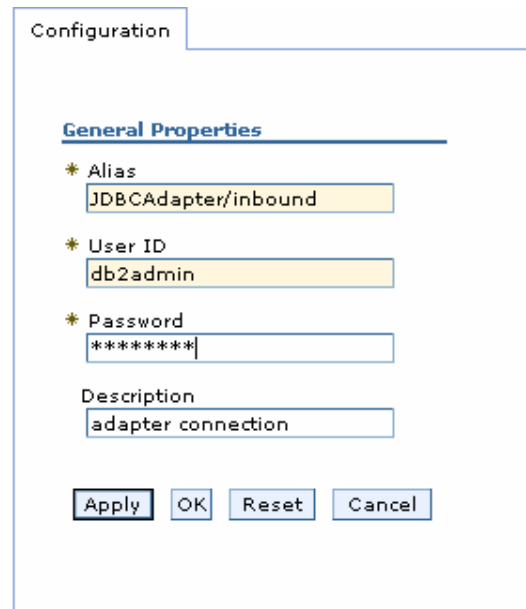 Configuration
General Properties
* Alias
JDBCAdapter/inbound
* User ID
db2admin
* Password
********
Description
adapter connection
Apply OK Reset Cancel